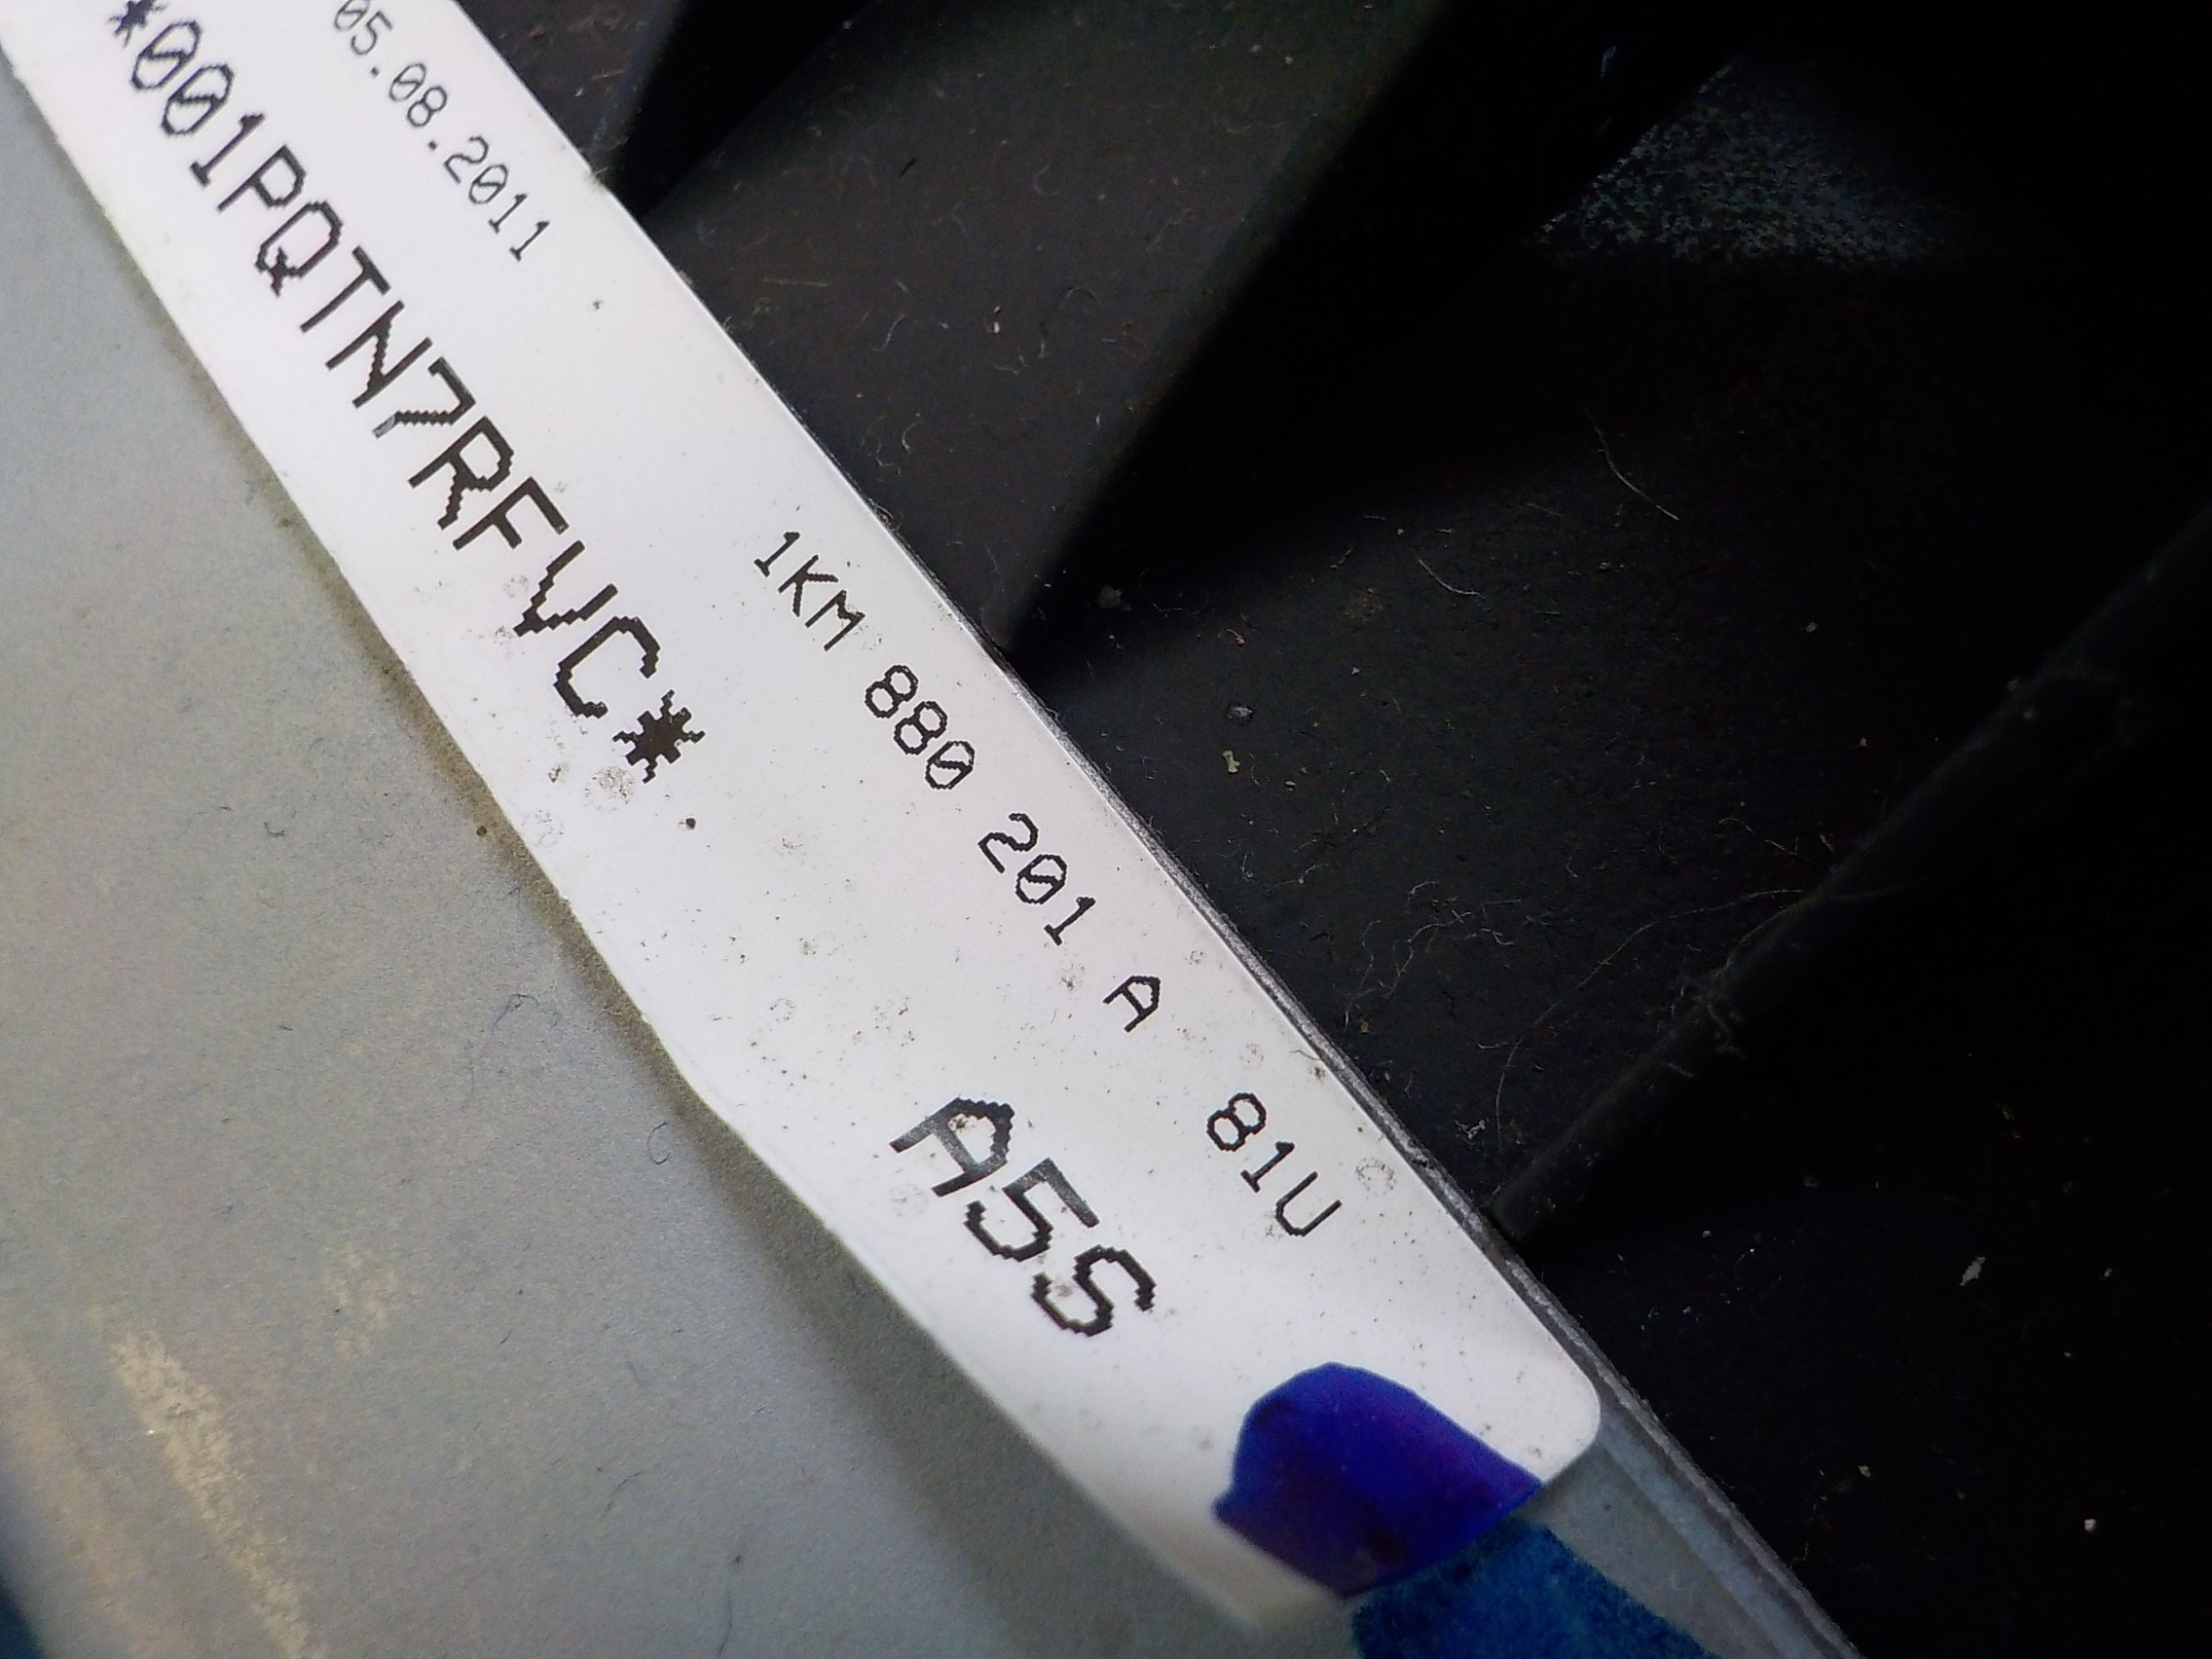 05.08.2011
*001PQTN7RFVC*
1KM 880 201 A 81U
A5S